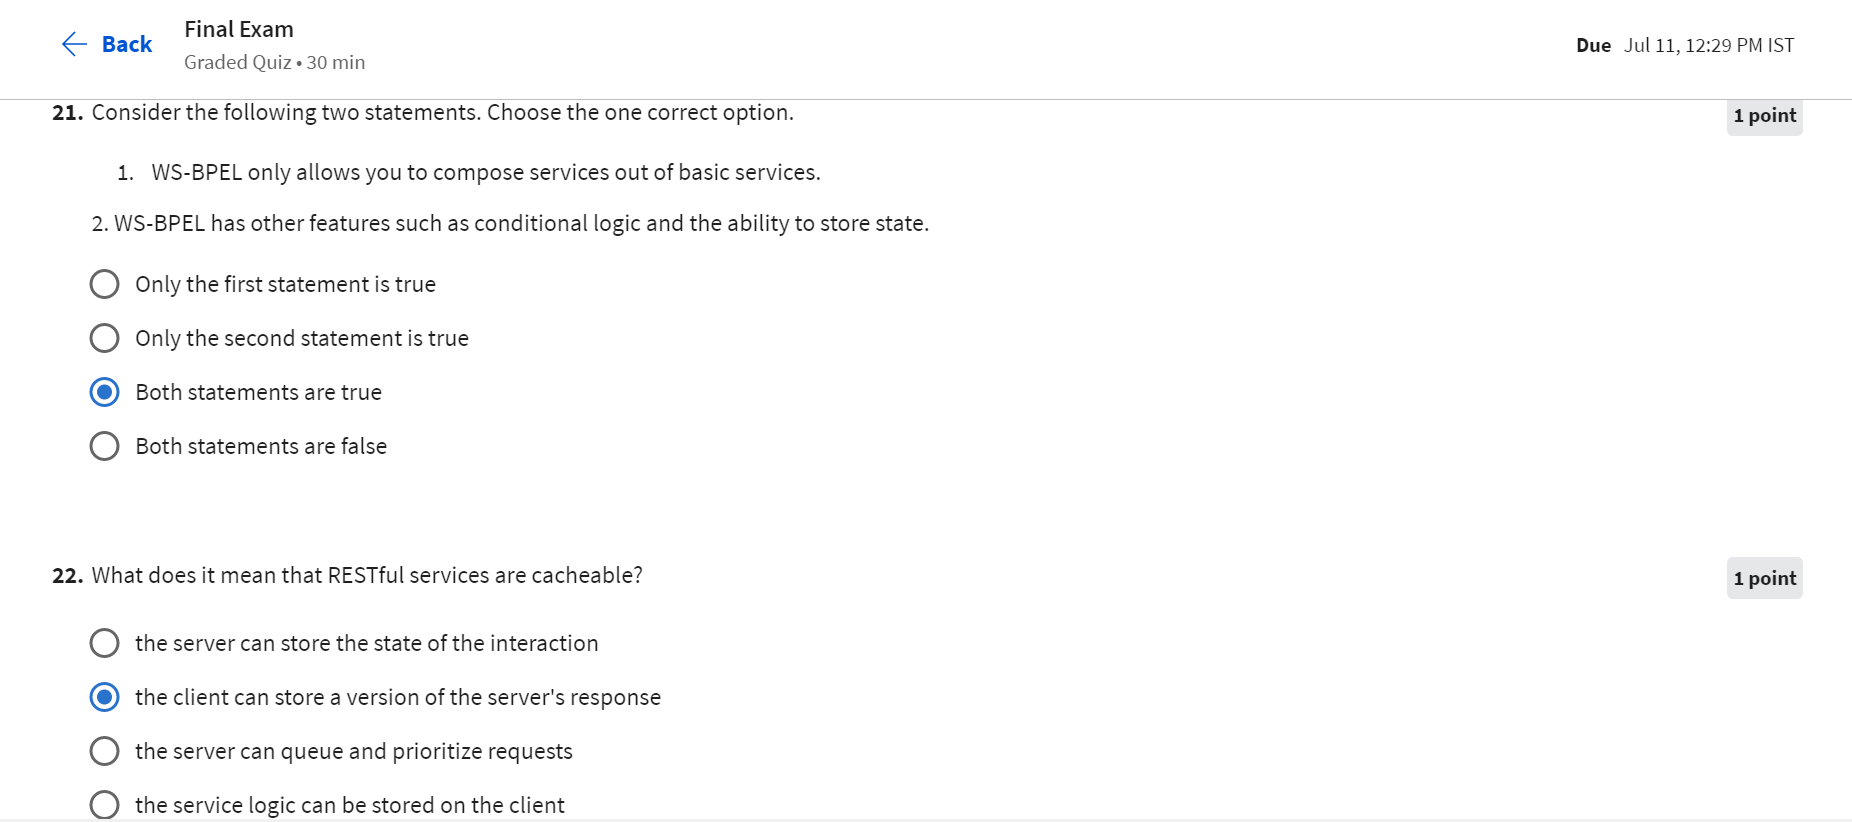 Back
Final Exam
Graded Quiz • 30 min
Due Jul 11, 12:29 PM IST
21. Consider the following two statements. Choose the one correct option.
1 point
1. WS-BPEL only allows you to compose services out of basic services.
2. WS-BPEL has other features such as conditional logic and the ability to store state.
Only the first statement is true
Only the second statement is true
Both statements are true
Both statements are false
22. What does it mean that RESTful services are cacheable?
1 point
the server can store the state of the interaction
the client can store a version of the server's response
the server can queue and prioritize requests
the service logic can be stored on the client